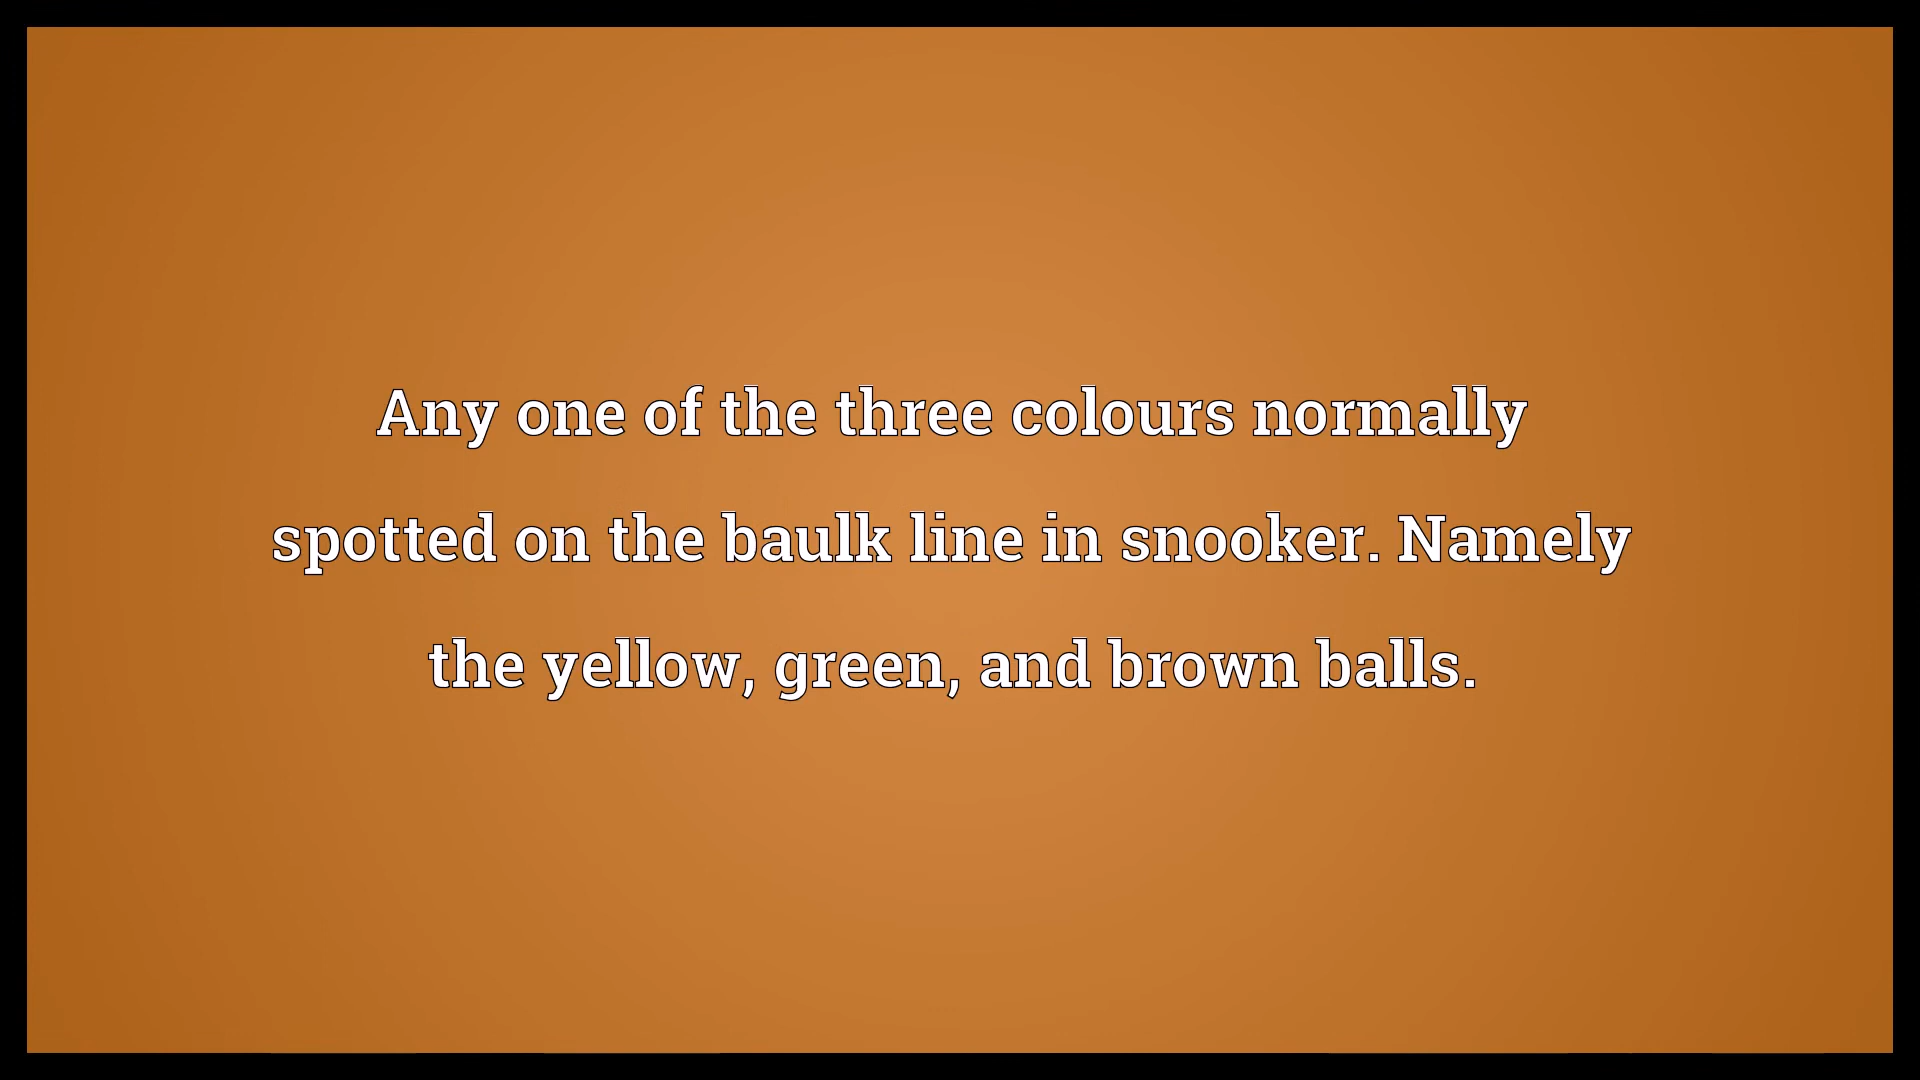 Any one of the three colours normally
spotted on the baulk line in snooker. Namely
the yellow, green, and brown balls.